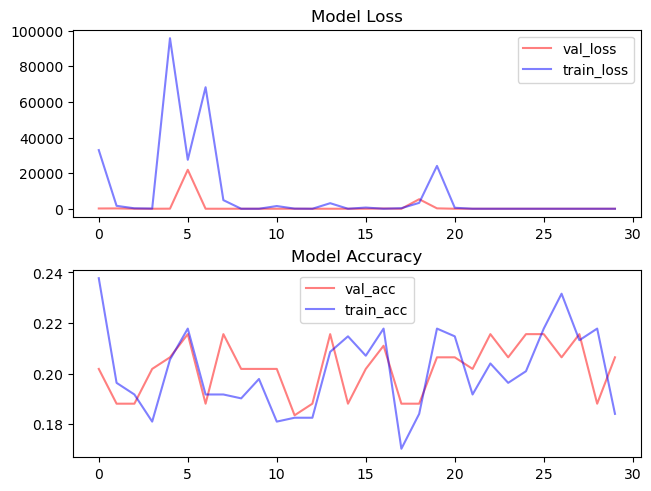 Model Loss
100000
80000
60000
40000
20000
0
val_loss
train_loss
0 5 10 15 20 25 30
Model Accuracy
0.24
0.22
0.20
0.18
val_acc
train_acc
0 5 10 15 20 25 30